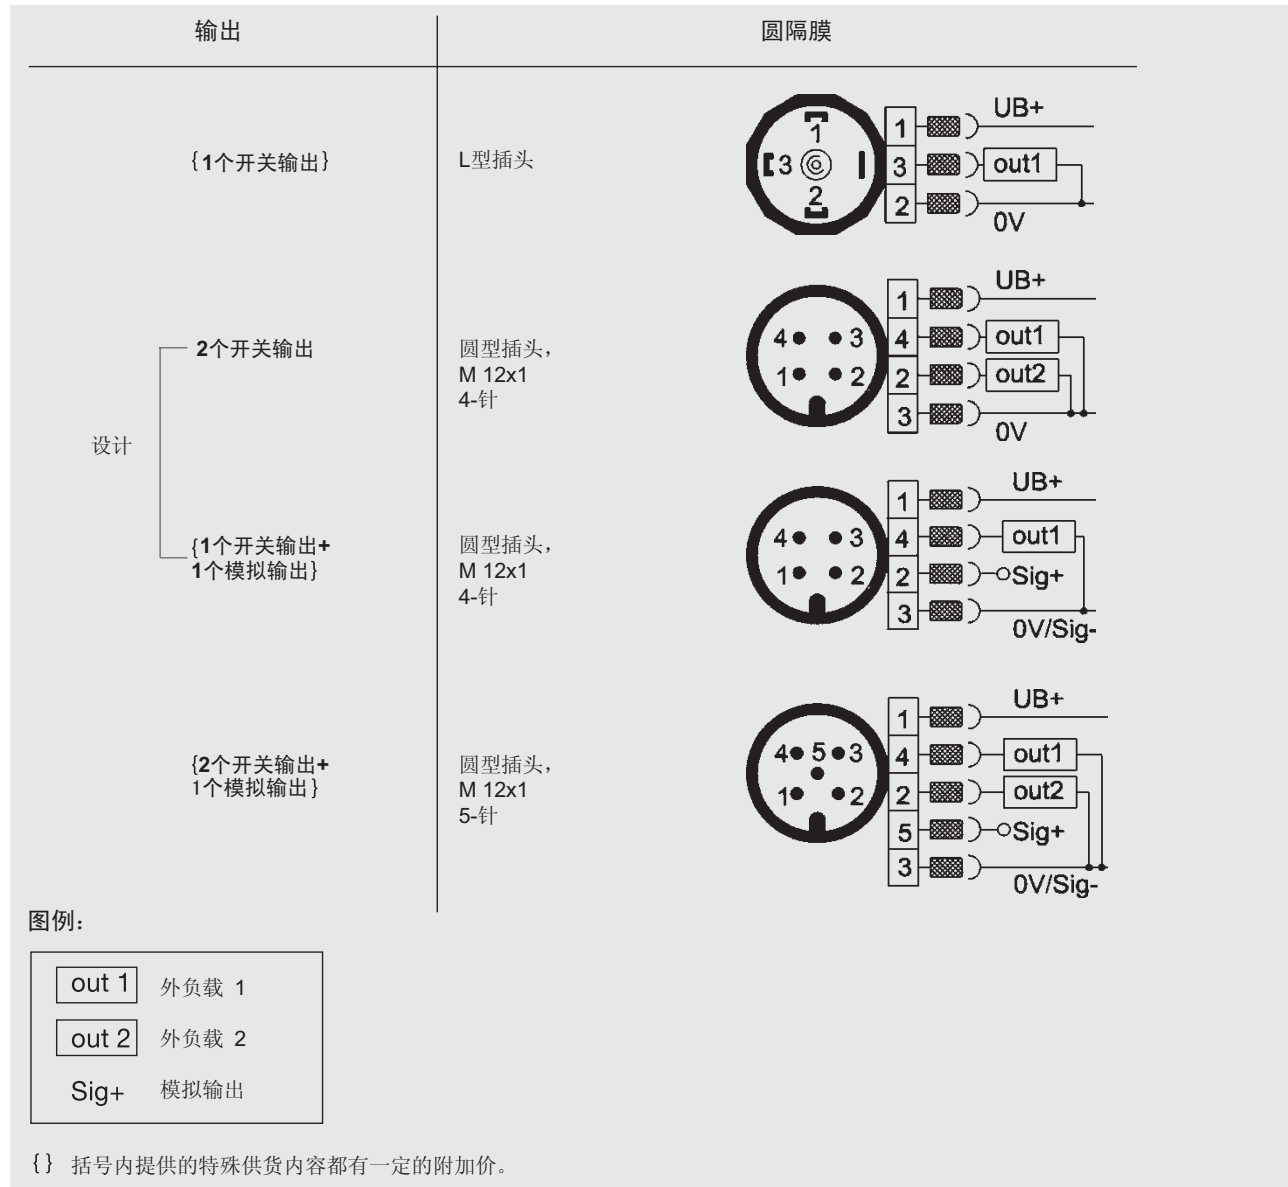 输出
圆隔膜
{1个开关输出}
L型插头
1
3
2
1
3
2
UB+
out1
0V
设计
2个开关输出
圆型插头,
M 12x1
4-针
4 3
1 2
1
4
2
3
UB+
out1
out2
0V
{1个开关输出+
1个模拟输出}
圆型插头,
M 12x1
4-针
4 3
1 2
1
4
2
3
UB+
out1
Sig+
0V/Sig-
{2个开关输出+
1个模拟输出}
圆型插头,
M 12x1
5-针
4 5 3
1 2
1
4
2
5
3
UB+
out1
out2
Sig+
0V/Sig-
图例:
out 1 外负载 1
out 2 外负载 2
Sig+ 模拟输出
{} 括号内提供的特殊供货内容都有一定的附加价。